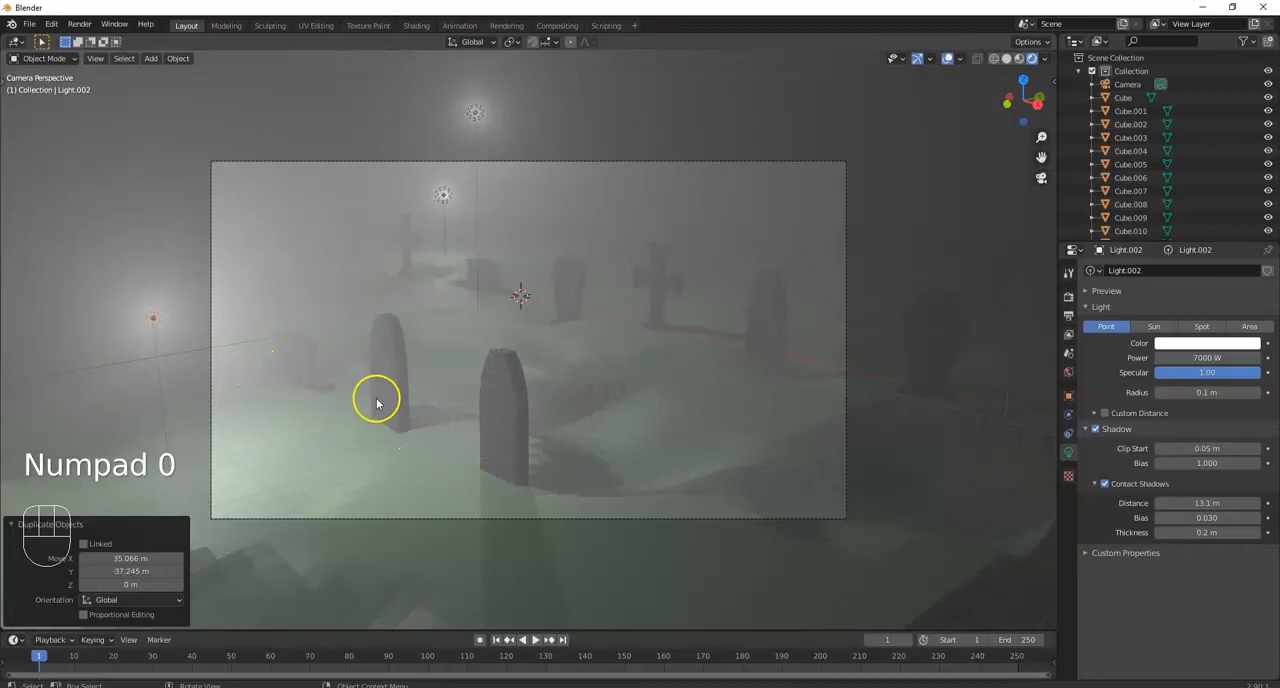 Blender
File Edit Render Window Help
Layout Modeling Sculpting UV Editing Texture Paint Shading Animation Rendering Compositing Scripting +
Scene
View Layer
Global
Options
Object Mode View Select Add Object
Camera Perspective
(1) Collection | Light.002
Numpad 0
Duplicate Objects
Linked
Move X 35.066 m
Y -37.245 m
Z 0 m
Orientation Global
Proportional Editing
Scene Collection
Collection
Camera
Cube
Cube.001
Cube.002
Cube.003
Cube.004
Cube.005
Cube.006
Cube.007
Cube.008
Cube.009
Cube.010
Light.002 Light.002
Light.002
Preview
Light
Point Sun Spot Area
Color
Power 7000 W
Specular 1.00
Radius 0.1 m
Custom Distance
Shadow
Clip Start 0.05 m
Bias 1.000
Contact Shadows
Distance 13.1 m
Bias 0.030
Thickness 0.2 m
Custom Properties
Playback Keying View Marker
1 Start 1 End 250
1 10 20 30 40 50 60 70 80 90 100 110 120 130 140 150 160 170 180 190 200 210 220 230 240 250
Select Box Select Rotate View Object Context Menu 2.90.1